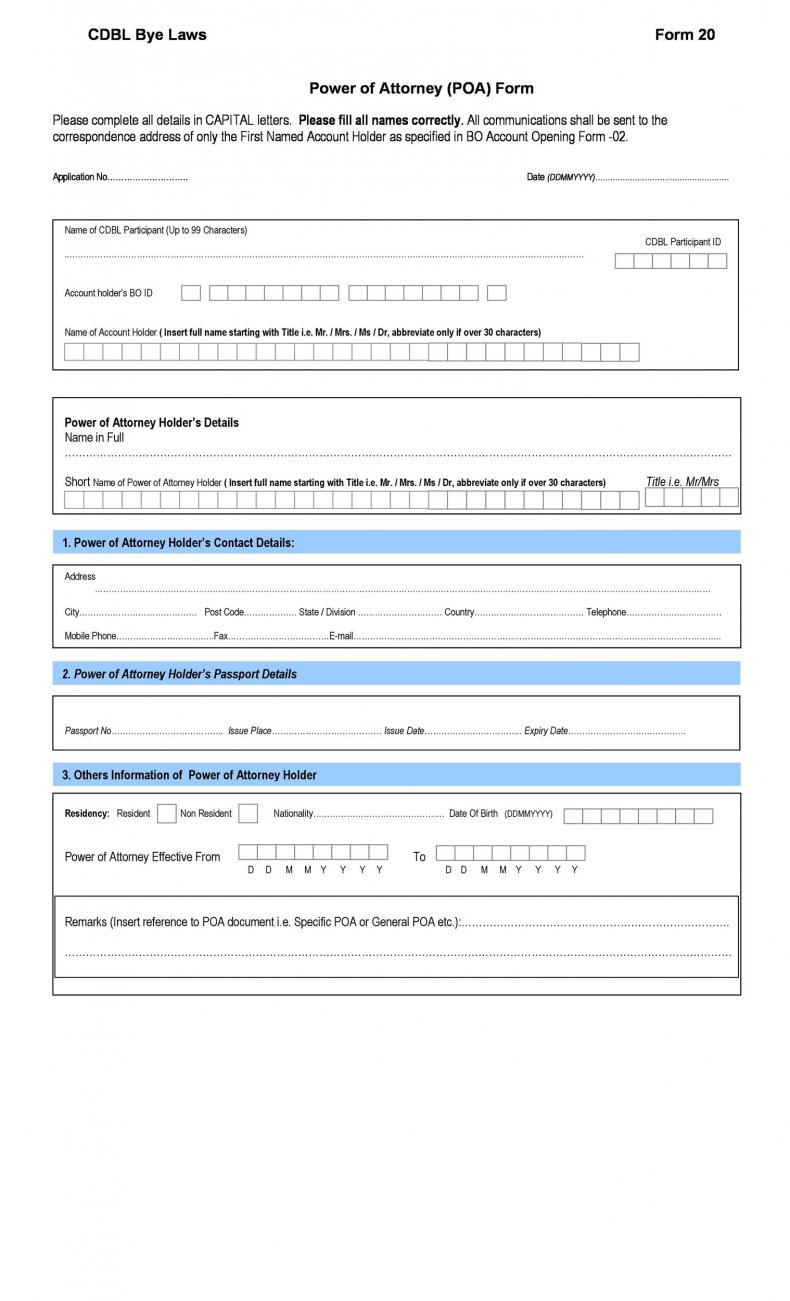 CDBL Bye Laws Form 20
Power of Attorney (POA) Form
Please complete all details in CAPITAL letters. Please fill all names correctly. All communications shall be sent to the
correspondence address of only the First Named Account Holder as specified in BO Account Opening Form -02.
Application No........................... Date (DDMMYYYY)......................................................
Name of CDBL Participant (Up to 99 Characters)
CDBL Participant ID
Account holder's BO ID
Name of Account Holder ( Insert full name starting with Title i.e. Mr. / Mrs. / Ms / Dr, abbreviate only if over 30 characters)
Power of Attorney Holder's Details
Name in Full
Short Name of Power of Attorney Holder ( Insert full name starting with Title i.e. Mr. / Mrs. / Ms / Dr, abbreviate only if over 30 characters) Title i.e. Mr/Mrs
1. Power of Attorney Holder's Contact Details:
Address
City.......................................... Post Code................... State / Division .............................. Country....................................... Telephone..................................
Mobile Phone...................................Fax....................................E-mail....................................................................................
2. Power of Attorney Holder's Passport Details
Passport No........................................ Issue Place....................................... Issue Date................................... Expiry Date..........................................
3. Others Information of Power of Attorney Holder
Residency: Resident Non Resident Nationality............................................... Date Of Birth (DDMMYYYY)
Power of Attorney Effective From To
D D M M Y Y Y Y D D M M Y Y Y Y
Remarks (Insert reference to POA document i.e. Specific POA or General POA etc.):............................................................................